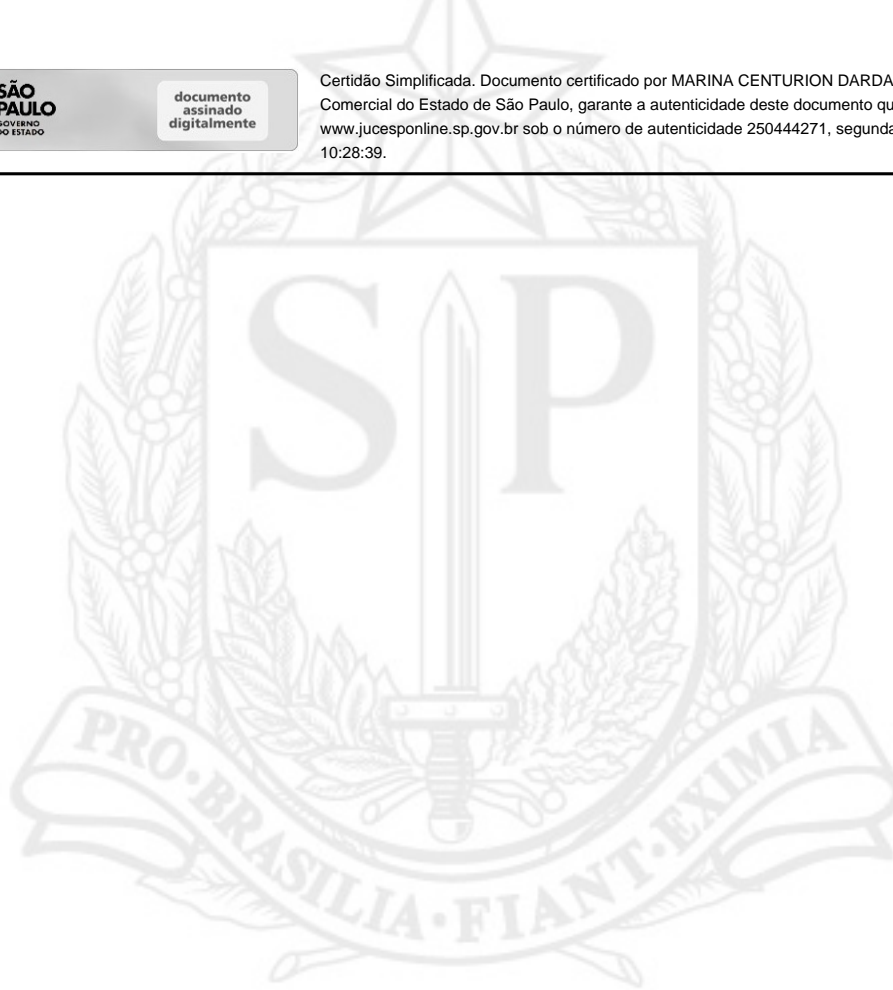 SÃO
PAULO
GOVERNO
DO ESTADO
documento
assinado
digitalmente
Certidão Simplificada. Documento certificado por MARINA CENTURION DARDA
Comercial do Estado de São Paulo, garante a autenticidade deste documento qu
www.jucesponline.sp.gov.br sob o número de autenticidade 250444271, segunda
10:28:39.
SP
PRO·BRASILIA·FIANT·EXIMIA